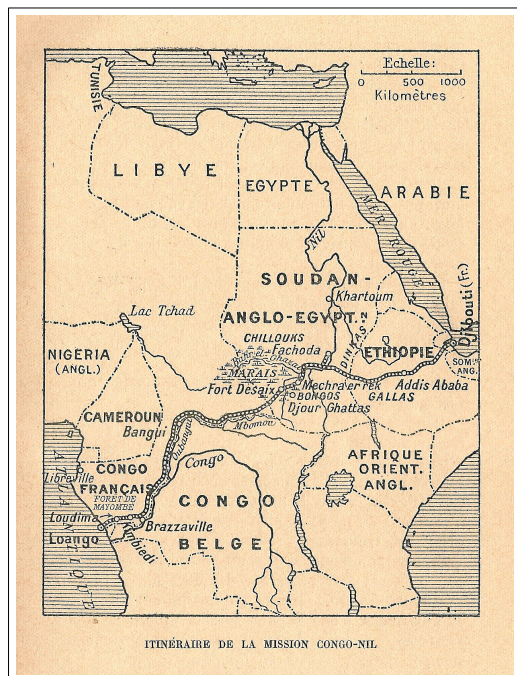 Echelle:
0 500 1000
Kilomètres
TUNISIE
LIBYE
EGYPTE
ARABIE
MER ROUGE
Nil
SOUDAN-
ANGLO-EGYPT.N
Khartoum
Lac Tchad
CHILLOUKS
Fachoda
DINKAS
ETHIOPIE
Djibouti (Fr.)
SOM.
ANG.
NIGERIA
(ANGL.)
MARAIS
Fort Desaix
Mechra er rek
Addis Ababa
BONGOS
GALLAS
Djour Ghattas
CAMEROUN
Bangui
Oubangui
Mbomou
CONGO
FRANÇAIS
Libreville
FORET DE
MAYOMBE
Congo
CONGO
BELGE
AFRIQUE
ORIENT.
ANGL.
Loudima
Loango
Brazzaville
Kimbiedi
ATLANTIQUE
ITINÉRAIRE DE LA MISSION CONGO-NIL